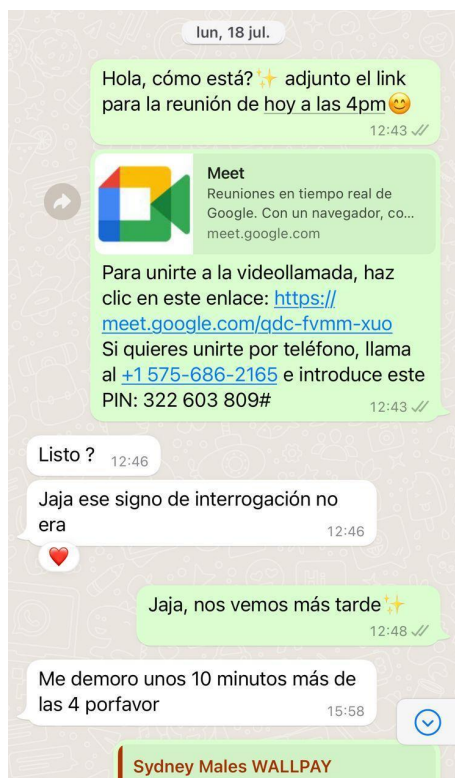 lun, 18 jul.
Hola, cómo está?✨ adjunto el link
para la reunión de hoy a las 4pm😊
12:43
Meet
Reuniones en tiempo real de
Google. Con un navegador, co...
meet.google.com
Para unirte a la videollamada, haz
clic en este enlace: https://
meet.google.com/qdc-fvmm-xuo
Si quieres unirte por teléfono, llama
al +1 575-686-2165 e introduce este
PIN: 322 603 809#
12:43
Listo ? 12:46
Jaja ese signo de interrogación no
era
12:46
Jaja, nos vemos más tarde✨
12:48
Me demoro unos 10 minutos más de
las 4 porfavor
15:58
Sydney Males WALLPAY